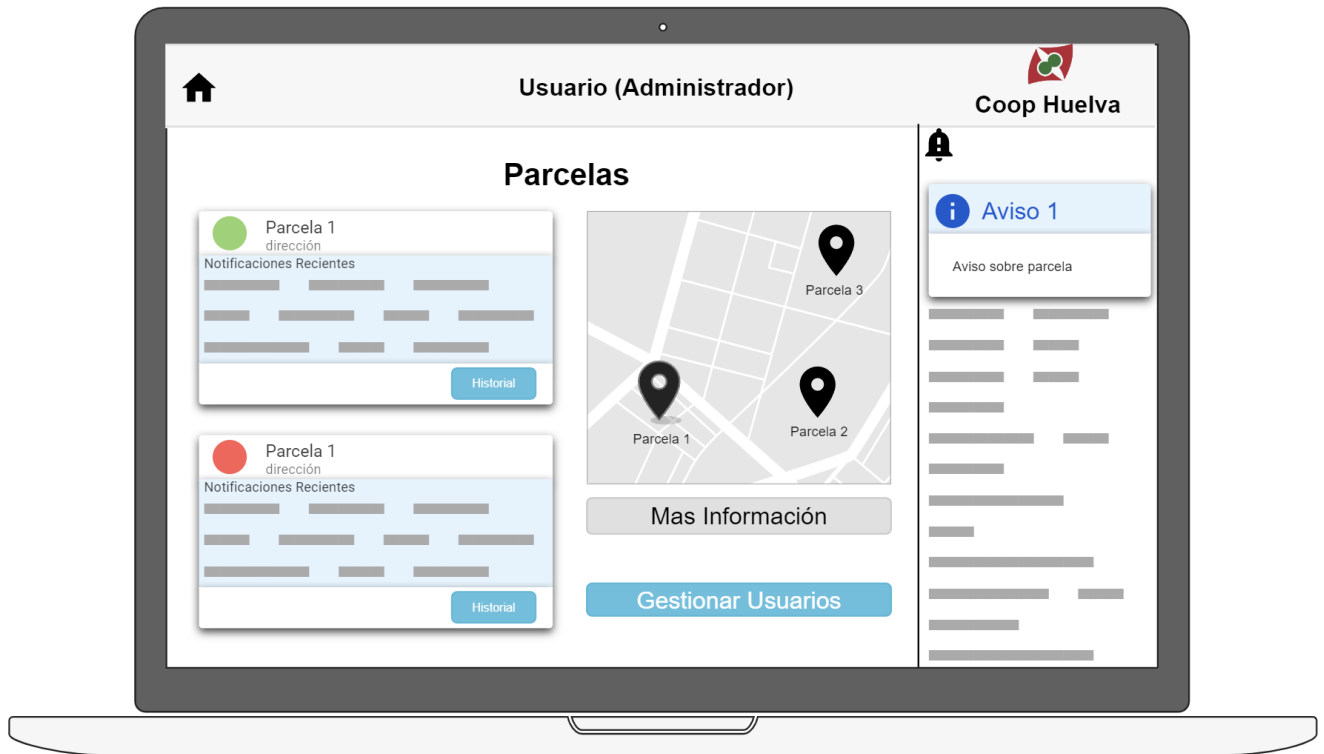 Usuario (Administrador)
Coop Huelva
Parcelas
Parcela 1
dirección
Notificaciones Recientes
Historial
Parcela 1
dirección
Notificaciones Recientes
Historial
Parcela 3
Parcela 1
Parcela 2
Mas Información
Gestionar Usuarios
Aviso 1
Aviso sobre parcela